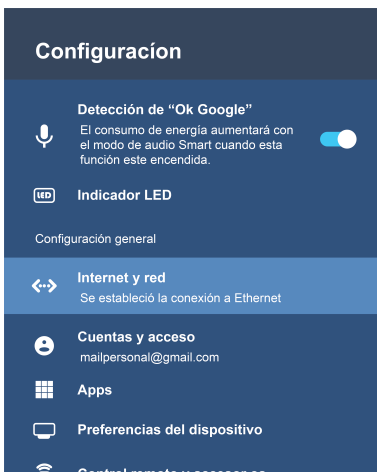 Configuracíon
Detección de “Ok Google”
El consumo de energía aumentará con
el modo de audio Smart cuando esta
función este encendida.
LED
Indicador LED
Configuración general
Internet y red
Se estableció la conexión a Ethernet
Cuentas y acceso
mailpersonal@gmail.com
Apps
Preferencias del dispositivo
Control remoto y